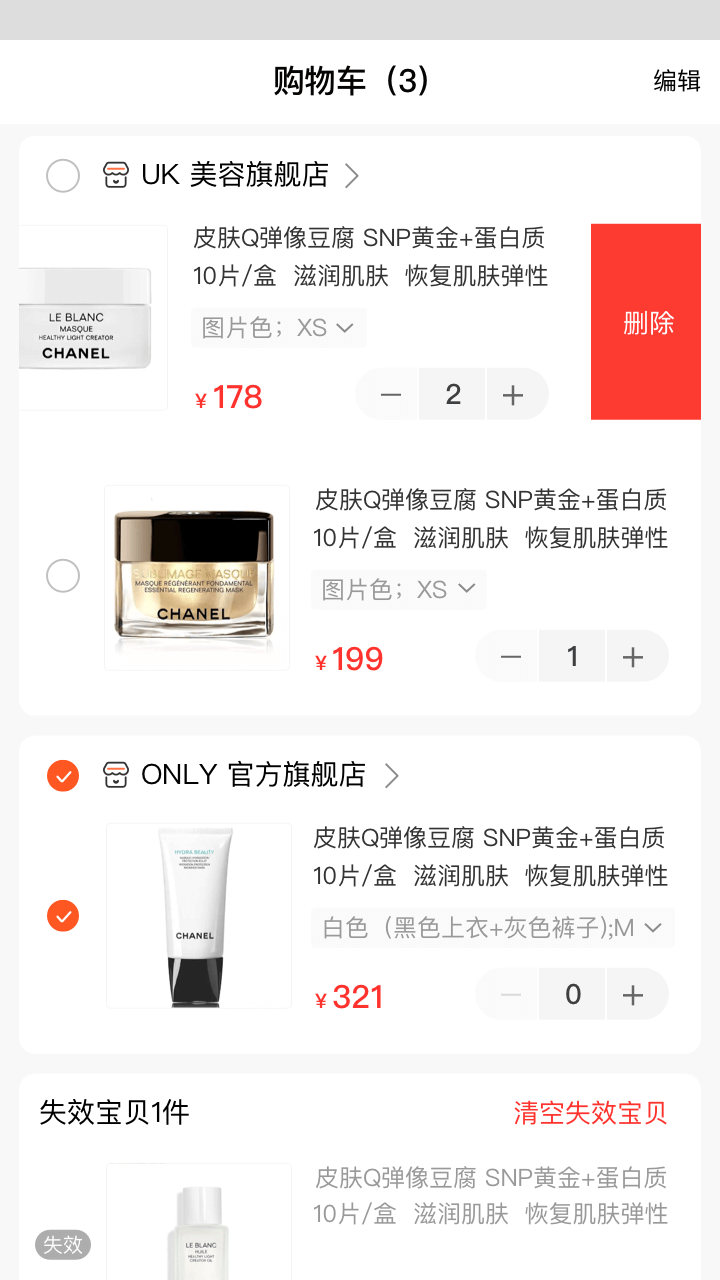 购物车（3）
编辑
UK 美容旗舰店
皮肤Q弹像豆腐 SNP黄金+蛋白质
10片/盒 滋润肌肤 恢复肌肤弹性
LE BLANC
MASQUE
HEALTHY LIGHT CREATOR
CHANEL
图片色；XS
¥178
2
删除
皮肤Q弹像豆腐 SNP黄金+蛋白质
10片/盒 滋润肌肤 恢复肌肤弹性
SUBLIMAGE MASQUE
MASQUE RÉGÉNÉRANT FONDAMENTAL
ESSENTIAL REGENERATING MASK
CHANEL
图片色；XS
¥199
1
ONLY 官方旗舰店
皮肤Q弹像豆腐 SNP黄金+蛋白质
10片/盒 滋润肌肤 恢复肌肤弹性
HYDRA BEAUTY
CHANEL
白色（黑色上衣+灰色裤子);M
¥321
0
失效宝贝1件
清空失效宝贝
皮肤Q弹像豆腐 SNP黄金+蛋白质
10片/盒 滋润肌肤 恢复肌肤弹性
失效
LE BLANC
HUILE
HEALTHY LIGHT
CREATOR OIL